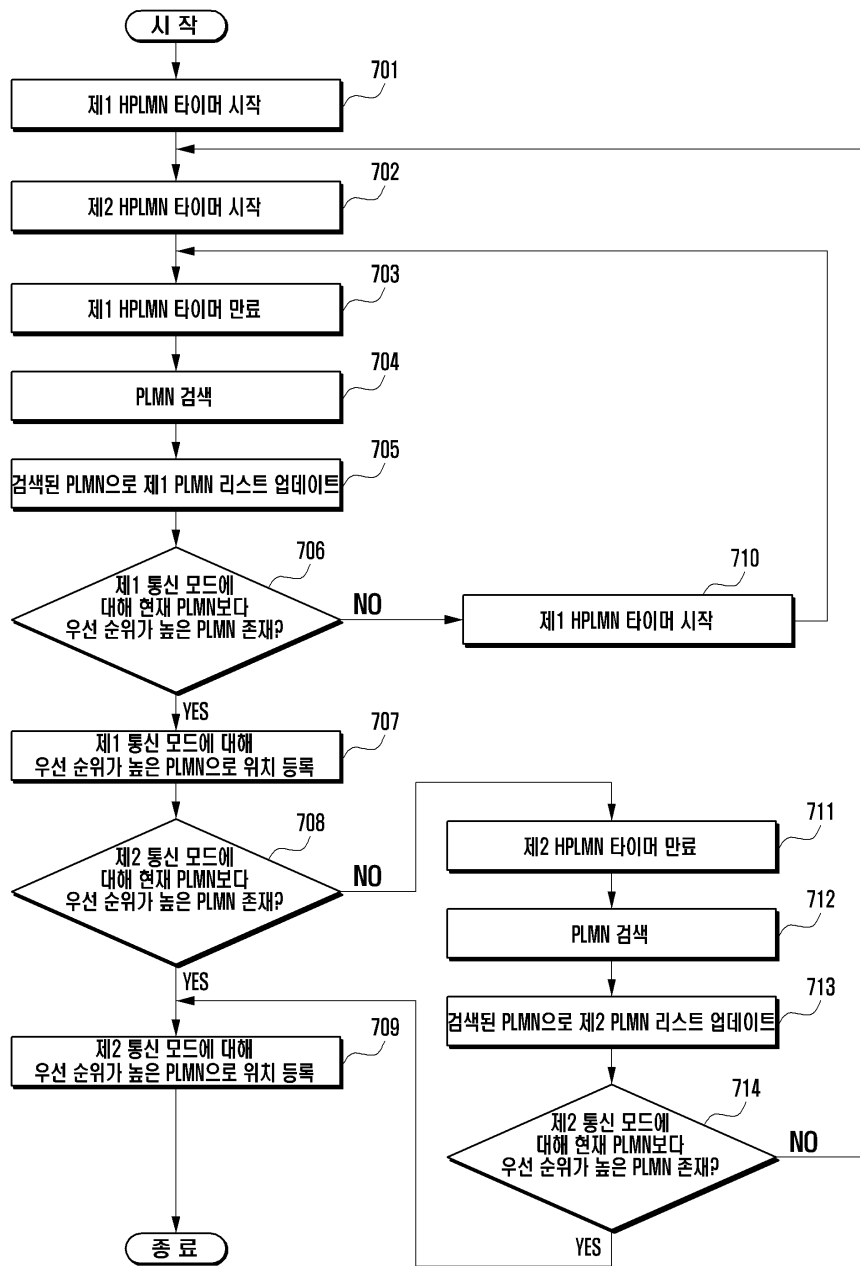 시 작
701
제1 HPLMN 타이머 시작
702
제2 HPLMN 타이머 시작
703
제1 HPLMN 타이머 만료
704
PLMN 검색
705
검색된 PLMN으로 제1 PLMN 리스트 업데이트
706
제1 통신 모드에
대해 현재 PLMN보다
우선 순위가 높은 PLMN 존재?
NO
710
제1 HPLMN 타이머 시작
YES
707
제1 통신 모드에 대해
우선 순위가 높은 PLMN으로 위치 등록
708
제2 통신 모드에
대해 현재 PLMN보다
우선 순위가 높은 PLMN 존재?
NO
711
제2 HPLMN 타이머 만료
712
PLMN 검색
713
검색된 PLMN으로 제2 PLMN 리스트 업데이트
714
제2 통신 모드에
대해 현재 PLMN보다
우선 순위가 높은 PLMN 존재?
NO
YES
YES
709
제2 통신 모드에 대해
우선 순위가 높은 PLMN으로 위치 등록
종 료